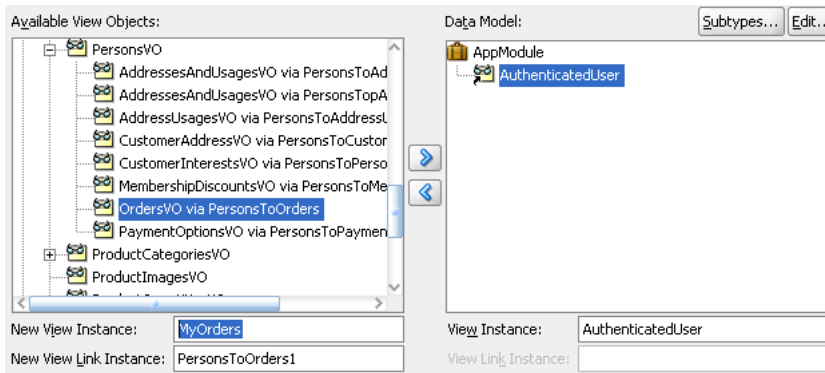 Available View Objects:
PersonsVO
AddressesAndUsagesVO via PersonsToAd
AddressesAndUsagesVO via PersonsTopA
AddressUsagesVO via PersonsToAddressU
CustomerAddressVO via PersonsToCustor
CustomerInterestsVO via PersonsToPerso
MembershipDiscountsVO via PersonsToMe
OrdersVO via PersonsToOrders
PaymentOptionsVO via PersonsToPaymen
ProductCategoriesVO
ProductImagesVO
New View Instance: MyOrders
New View Link Instance: PersonsToOrders1
Data Model: Subtypes... Edit...
AppModule
AuthenticatedUser
View Instance: AuthenticatedUser
View Link Instance: